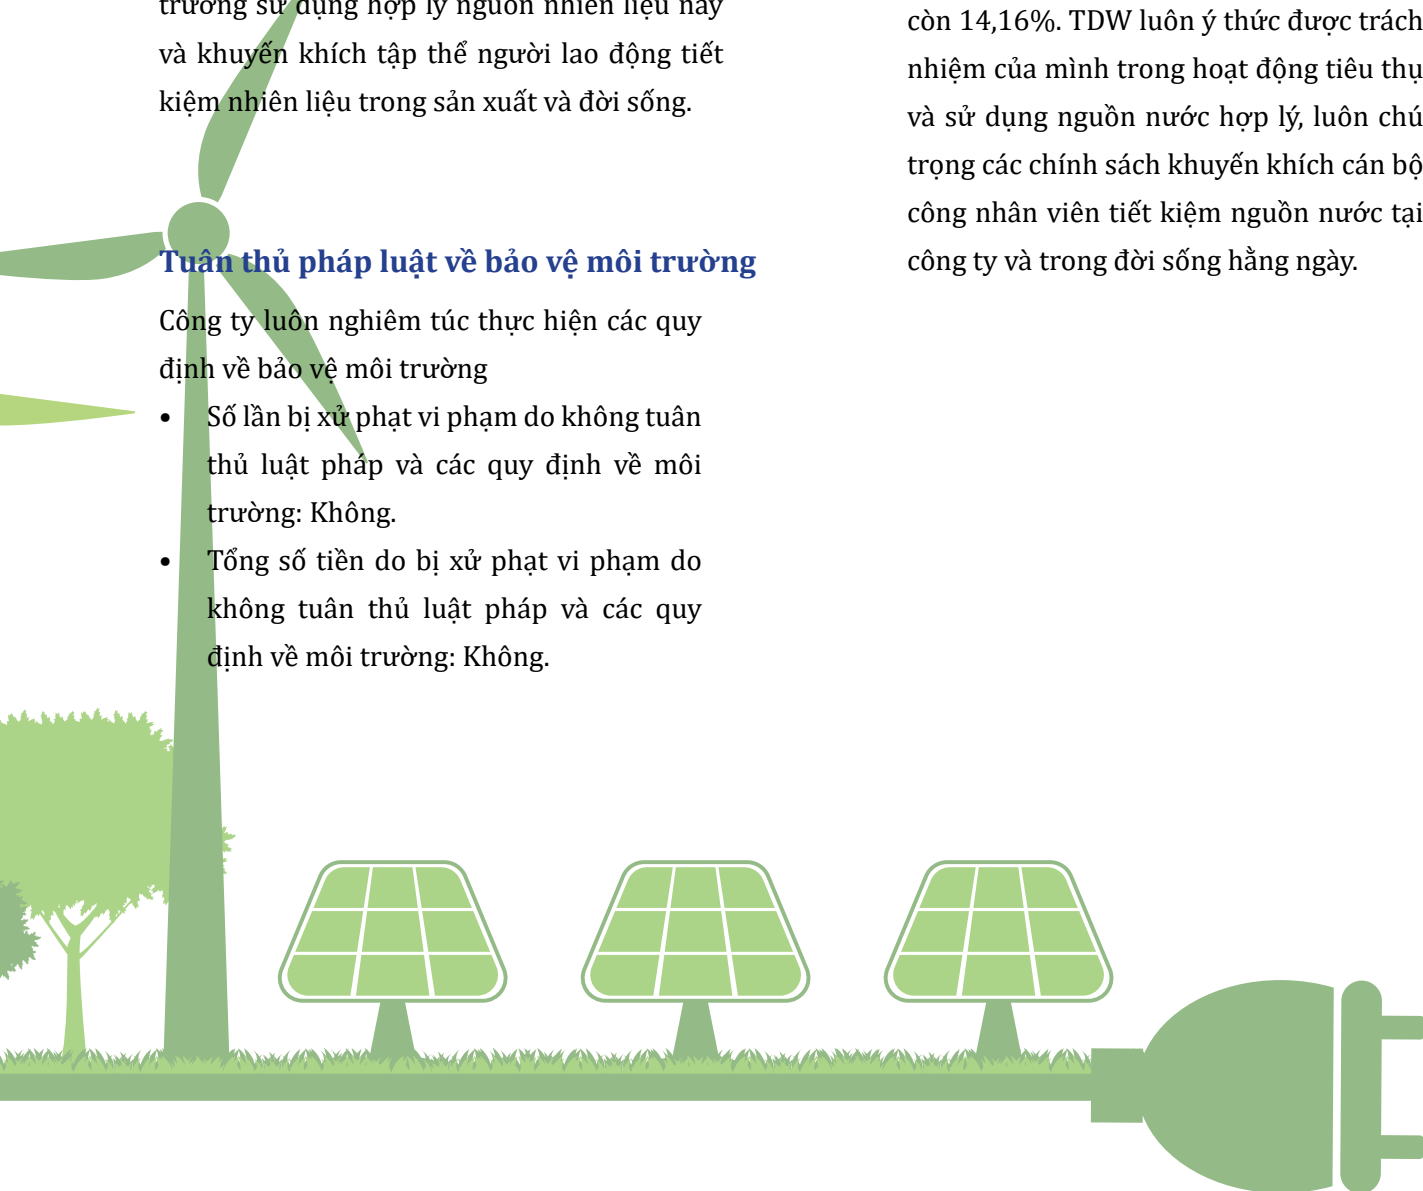 trương sử dụng hợp lý nguồn nhiên liệu này
và khuyến khích tập thể người lao động tiết
kiệm nhiên liệu trong sản xuất và đời sống.
Tuân thủ pháp luật về bảo vệ môi trường
Công ty luôn nghiêm túc thực hiện các quy
định về bảo vệ môi trường
• Số lần bị xử phạt vi phạm do không tuân
thủ luật pháp và các quy định về môi
trường: Không.
• Tổng số tiền do bị xử phạt vi phạm do
không tuân thủ luật pháp và các quy
định về môi trường: Không.
còn 14,16%. TDW luôn ý thức được trách
nhiệm của mình trong hoạt động tiêu thụ
và sử dụng nguồn nước hợp lý, luôn chú
trọng các chính sách khuyến khích cán bộ
công nhân viên tiết kiệm nguồn nước tại
công ty và trong đời sống hằng ngày.